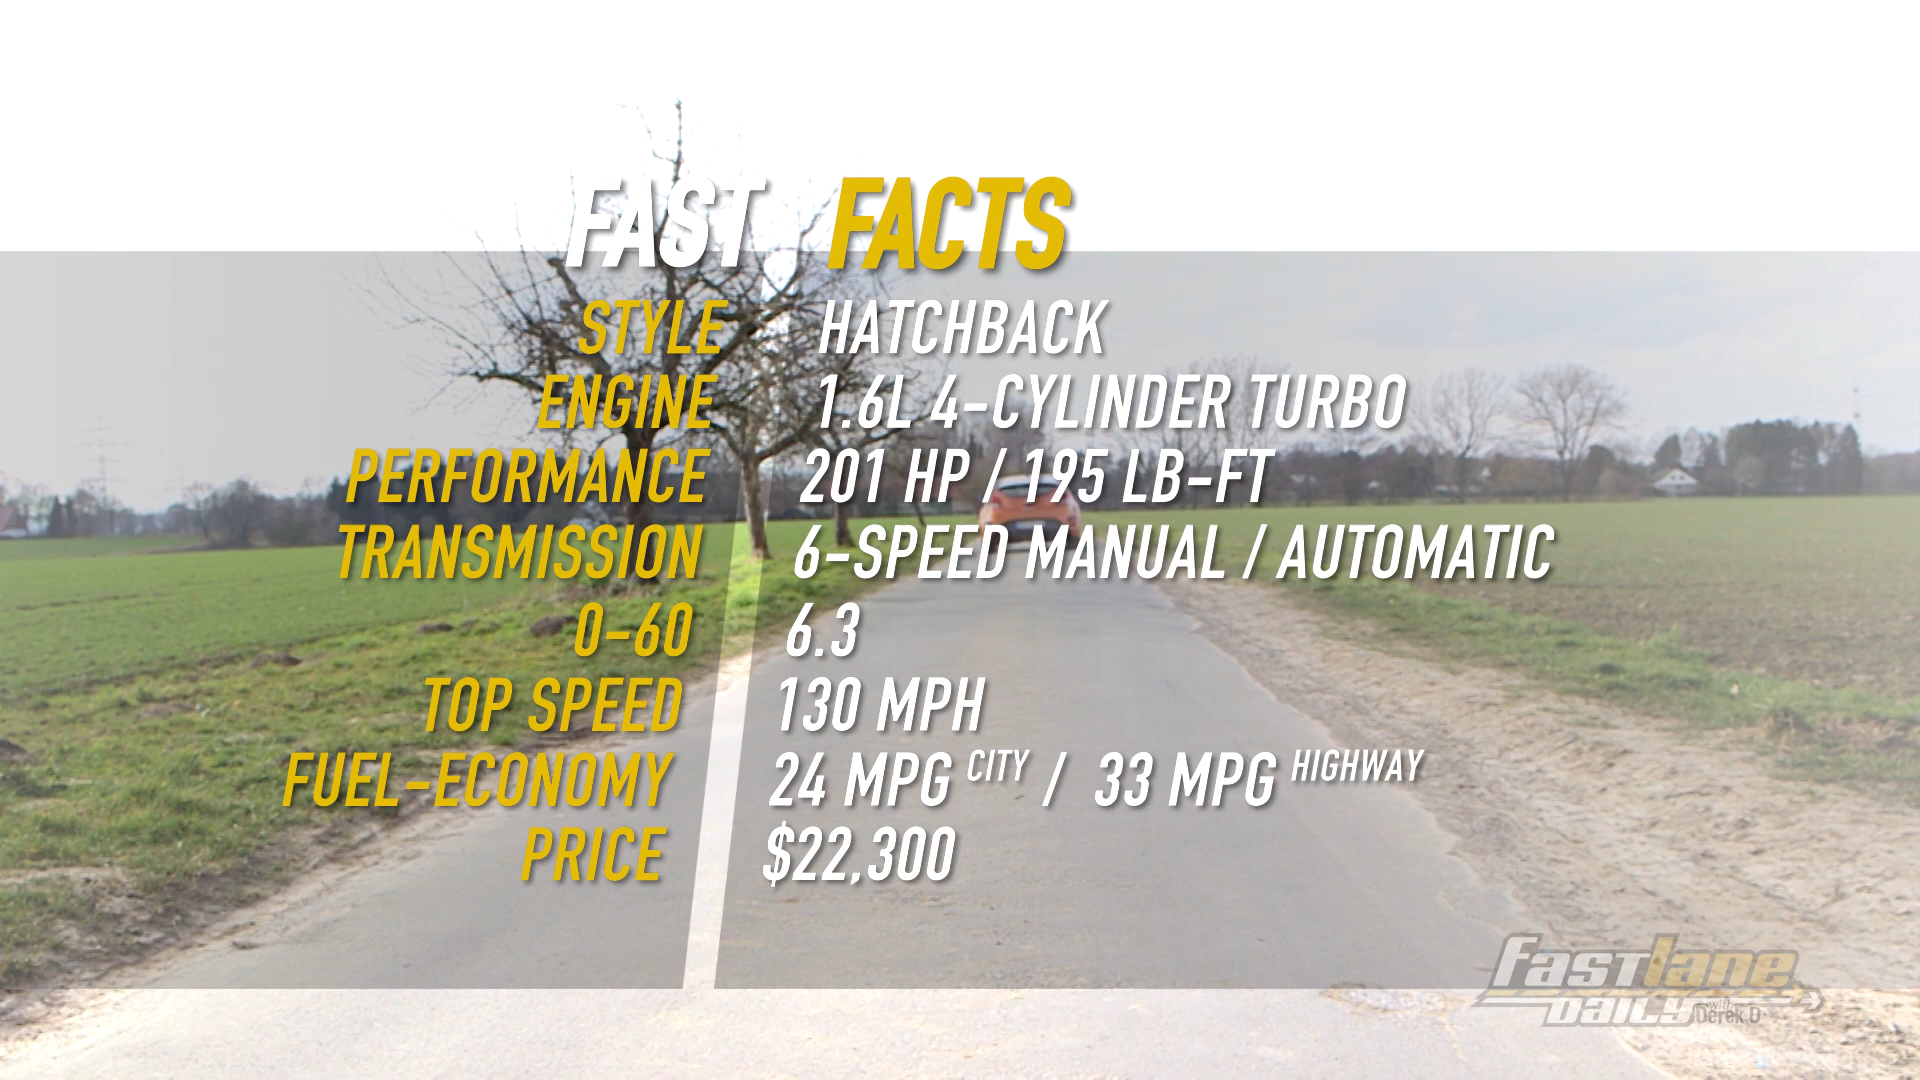 FAST FACTS
STYLE HATCHBACK
ENGINE 1.6L 4-CYLINDER TURBO
PERFORMANCE 201 HP / 195 LB-FT
TRANSMISSION 6-SPEED MANUAL / AUTOMATIC
0-60 6.3
TOP SPEED 130 MPH
FUEL-ECONOMY 24 MPG CITY / 33 MPG HIGHWAY
PRICE $22,300
fastlane
DAILY with Derek D